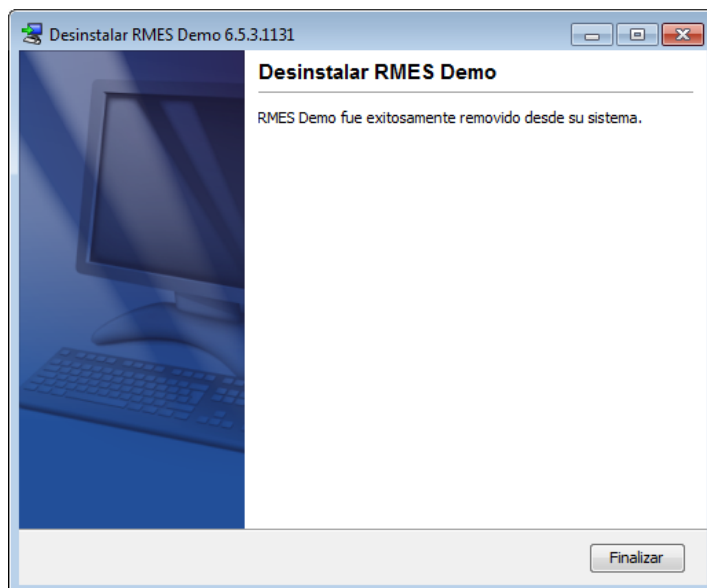 Desinstalar RMES Demo 6.5.3.1131
Desinstalar RMES Demo
RMES Demo fue exitosamente removido desde su sistema.
Finalizar